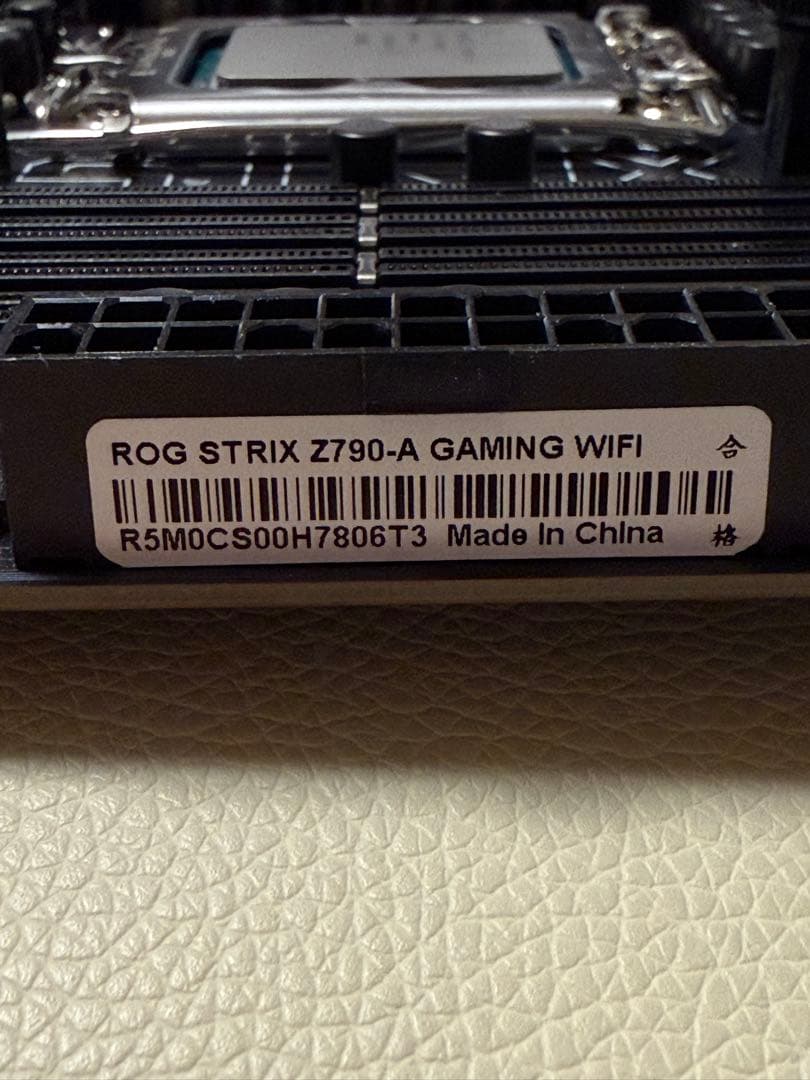 ROG STRIX Z790-A GAMING WIFI 合
R5M0CS00H7806T3 Made In China 格